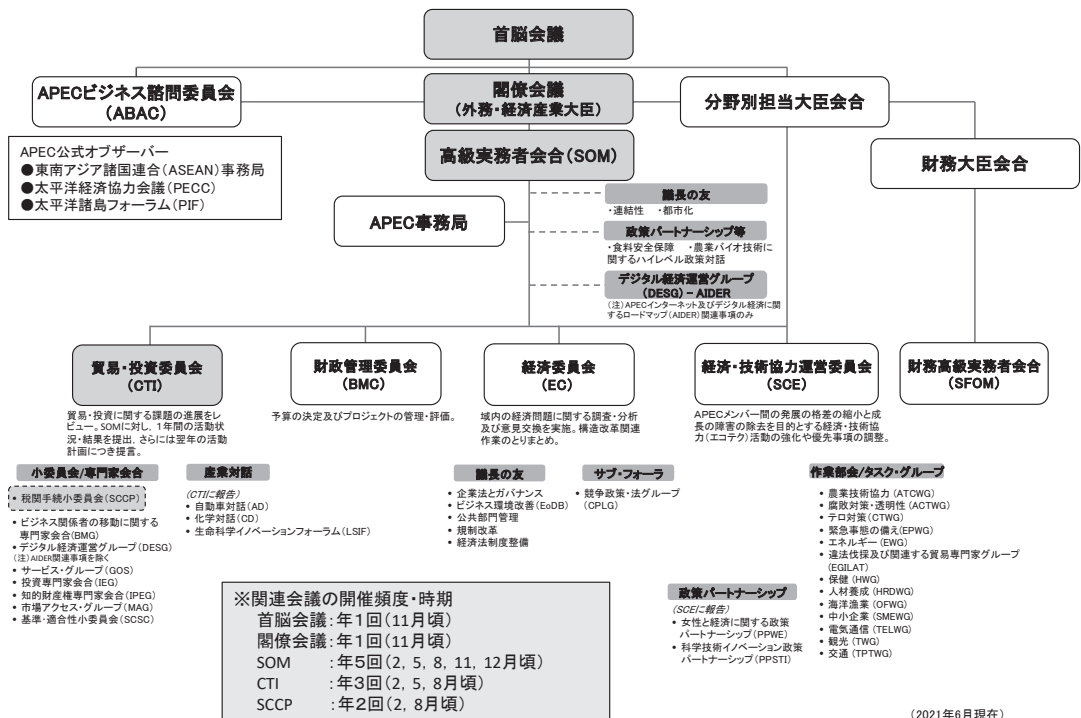 首脳会議
APECビジネス諮問委員会
(ABAC)
閣僚会議
(外務・経済産業大臣)
分野別担当大臣会合
高級実務者会合(SOM)
財務大臣会合
APEC公式オブザーバー
●東南アジア諸国連合(ASEAN)事務局
●太平洋経済協力会議(PECC)
●太平洋諸島フォーラム(PIF)
APEC事務局
議長の友
・連結性 ・都市化
政策パートナーシップ等
・食料安全保障 ・農業バイオ技術に
関するハイレベル政策対話
デジタル経済運営グループ
(DESG)-AIDER
(注)APECインターネット及びデジタル経済に関
するロードマップ(AIDER)関連事項のみ
貿易・投資委員会
(CTI)
貿易・投資に関する課題の進展をレ
ビュー。SOMに対し、1年間の活動状
況・結果を提出、さらには翌年の活動
計画につき提言。
財政管理委員会
(BMC)
予算の決定及びプロジェクトの管理・評価。
経済委員会
(EC)
域内の経済問題に関する調査・分析
及び意見交換を実施。構造改革関連
作業のとりまとめ。
経済・技術協力運営委員会
(SCE)
APECメンバー間の発展の格差の縮小と成
長の障害の除去を目的とする経済・技術協
力(エコテク)活動の強化や優先事項の調整。
財務高級実務者会合
(SFOM)
小委員会/専門家会合
• 税関手続小委員会(SCCP)
• ビジネス関係者の移動に関する
専門家会合(BMG)
• デジタル経済運営グループ(DESG)
(注)AIDER関連事項を除く
• サービス・グループ(GOS)
• 投資専門家会合(IEG)
• 知的財産権専門家会合(IPEG)
• 市場アクセス・グループ(MAG)
• 基準・適合性小委員会(SCSC)
産業対話
(CTIに報告)
• 自動車対話(AD)
• 化学対話(CD)
• 生命科学イノベーションフォーラム(LSIF)
議長の友
• 企業法とガバナンス
• ビジネス環境改善(EoDB)
• 公共部門管理
• 規制改革
• 経済法制度整備
サブ・フォーラ
• 競争政策・法グループ
(CPLG)
政策パートナーシップ
(SCEに報告)
• 女性と経済に関する政策
パートナーシップ(PPWE)
• 科学技術イノベーション政策
パートナーシップ(PPSTI)
作業部会/タスク・グループ
• 農業技術協力 (ATCWG)
• 腐敗対策・透明性 (ACTWG)
• テロ対策 (CTWG)
• 緊急事態の備え(EPWG)
• エネルギー (EWG)
• 違法伐採及び関連する貿易専門家グループ
(EGILAT)
• 保健 (HWG)
• 人材養成 (HRDWG)
• 海洋漁業 (OFWG)
• 中小企業 (SMEWG)
• 電気通信 (TELWG)
• 観光 (TWG)
• 交通 (TPTWG)
※関連会議の開催頻度・時期
首脳会議:年1回(11月頃)
閣僚会議:年1回(11月頃)
SOM :年5回(2, 5, 8, 11, 12月頃)
CTI :年3回(2, 5, 8月頃)
SCCP :年2回(2, 8月頃)
(2021年6月現在)